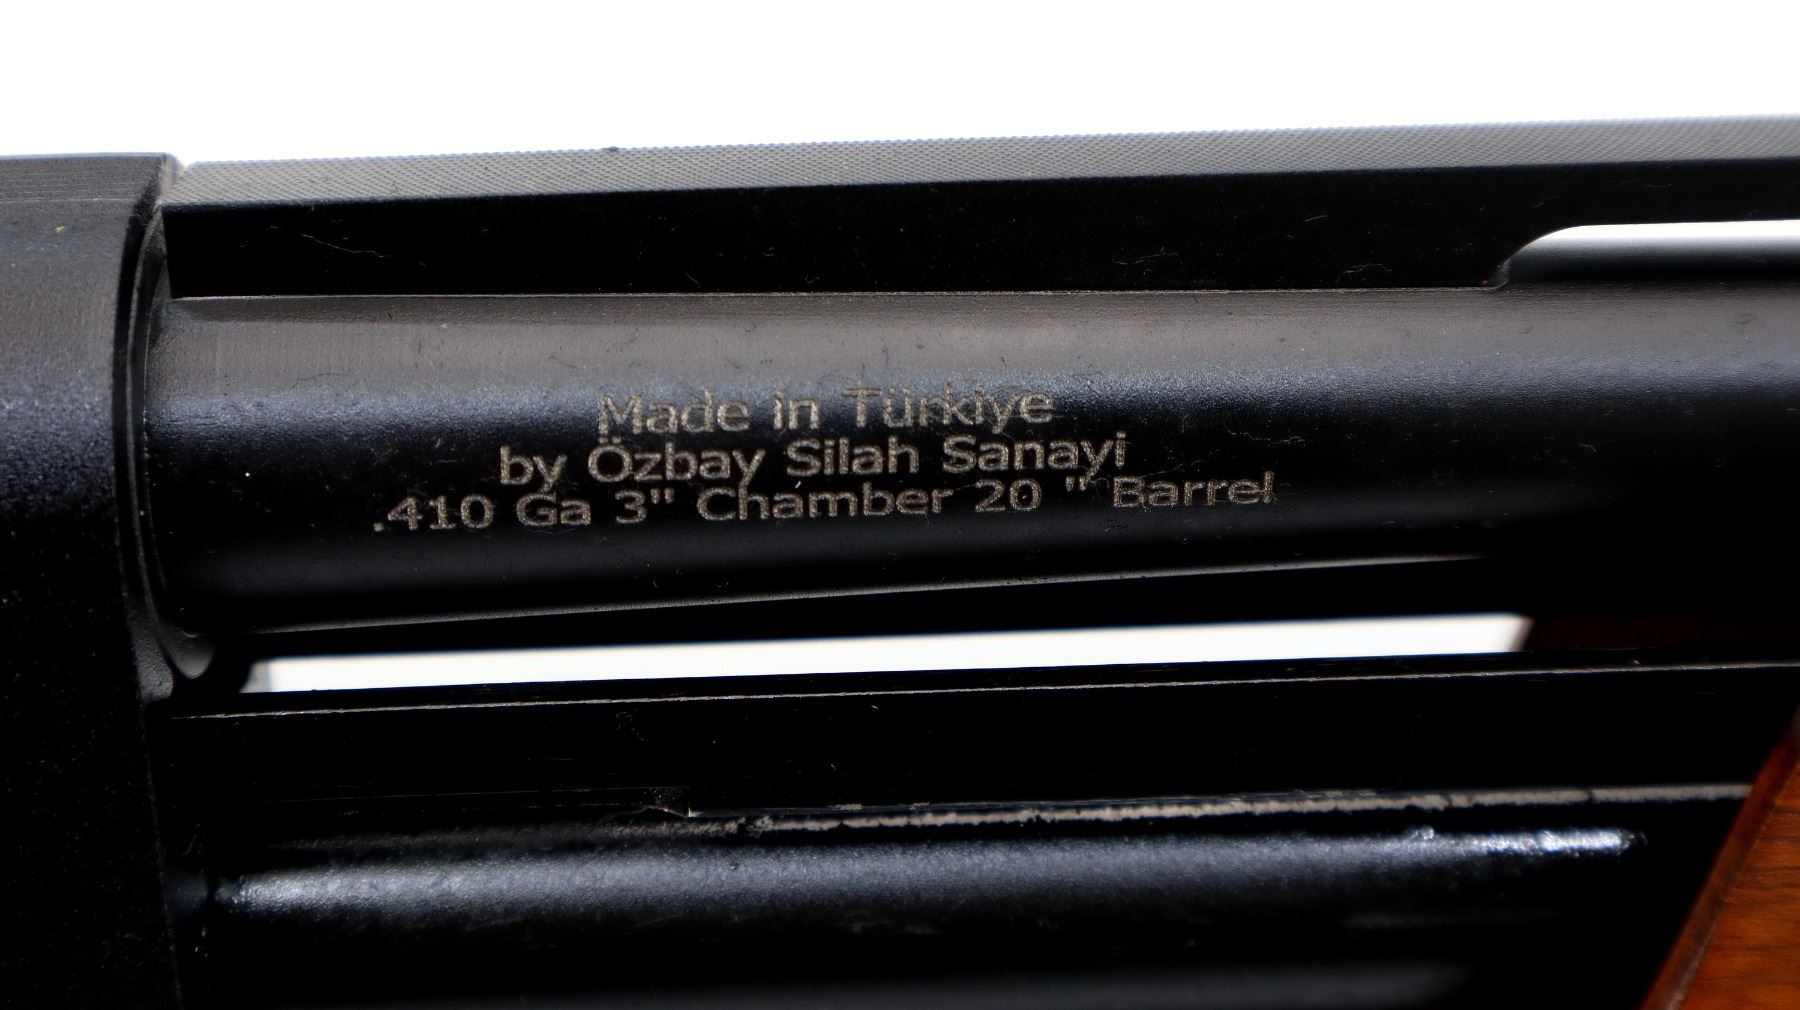 Made in Türkiye
by Özbay Silah Sanayi
.410 Ga 3" Chamber 20 " Barrel